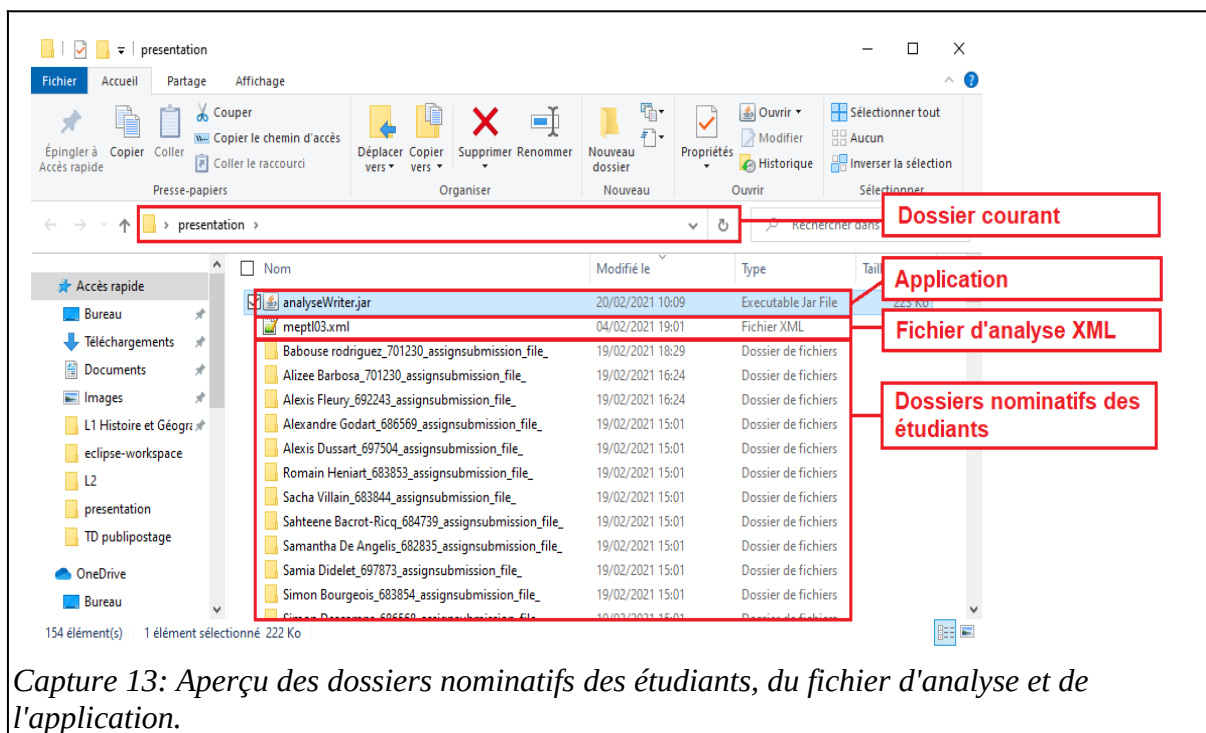 presentation
Fichier Accueil Partage Affichage
Épingler à Accès rapide
Copier
Coller
Couper
Copier le chemin d'accès
Coller le raccourci
Déplacer vers
Copier vers
Supprimer
Renommer
Nouveau dossier
Propriétés
Ouvrir
Modifier
Historique
Sélectionner tout
Aucun
Inverser la sélection
Presse-papiers Organiser Nouveau Ouvrir Sélectionner
presentation
Rechercher dans
Dossier courant
Nom Modifié le Type Taill
Accès rapide
Bureau
Téléchargements
Documents
Images
L1 Histoire et Géogra
eclipse-workspace
L2
presentation
TD publipostage
OneDrive
Bureau
analyseWriter.jar 20/02/2021 10:09 Executable Jar File 223 Ko
Application
meptl03.xml 04/02/2021 19:01 Fichier XML
Fichier d'analyse XML
Babouse rodriguez_701230_assignsubmission_file_ 19/02/2021 18:29 Dossier de fichiers
Alizee Barbosa_701230_assignsubmission_file_ 19/02/2021 16:24 Dossier de fichiers
Alexis Fleury_692243_assignsubmission_file_ 19/02/2021 16:24 Dossier de fichiers
Alexandre Godart_686569_assignsubmission_file_ 19/02/2021 15:01 Dossier de fichiers
Alexis Dussart_697504_assignsubmission_file_ 19/02/2021 15:01 Dossier de fichiers
Romain Heniart_683853_assignsubmission_file_ 19/02/2021 15:01 Dossier de fichiers
Sacha Villain_683844_assignsubmission_file_ 19/02/2021 15:01 Dossier de fichiers
Sahteene Bacrot-Ricq_684739_assignsubmission_file_ 19/02/2021 15:01 Dossier de fichiers
Samantha De Angelis_682835_assignsubmission_file_ 19/02/2021 15:01 Dossier de fichiers
Samia Didelet_697873_assignsubmission_file_ 19/02/2021 15:01 Dossier de fichiers
Simon Bourgeois_683854_assignsubmission_file_ 19/02/2021 15:01 Dossier de fichiers
Dossiers nominatifs des
étudiants
154 élément(s) 1 élément sélectionné 222 Ko
Capture 13: Aperçu des dossiers nominatifs des étudiants, du fichier d'analyse et de
l'application.